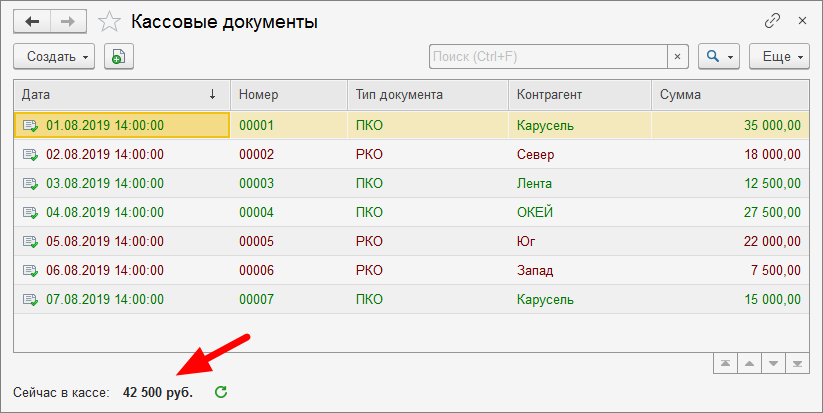 Кассовые документы
Создать Поиск (Ctrl+F) × Еще
Дата ↓ Номер Тип документа Контрагент Сумма
01.08.2019 14:00:00 00001 ПКО Карусель 35 000,00
02.08.2019 14:00:00 00002 РКО Север 18 000,00
03.08.2019 14:00:00 00003 ПКО Лента 12 500,00
04.08.2019 14:00:00 00004 ПКО ОКЕЙ 27 500,00
05.08.2019 14:00:00 00005 РКО Юг 22 000,00
06.08.2019 14:00:00 00006 РКО Запад 7 500,00
07.08.2019 14:00:00 00007 ПКО Карусель 15 000,00
Сейчас в кассе: 42 500 руб.